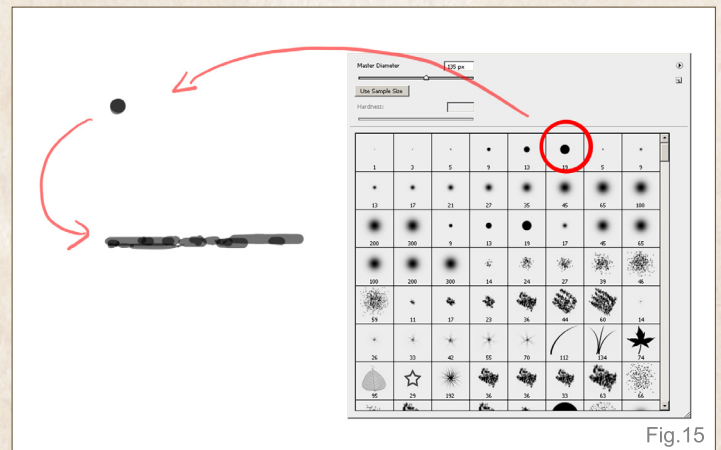 Master Diameter
135 px
Use Sample Size
Hardness:
1 3 5 9 13 19 5 9
13 17 21 27 35 45 65 100
200 300 9 13 19 17 45 65
100 200 300 14 24 27 39 46
59 11 17 23 36 44 60 14
26 33 42 55 70 112 134 74
95 29 192 36 36 33 63 66
Fig.15